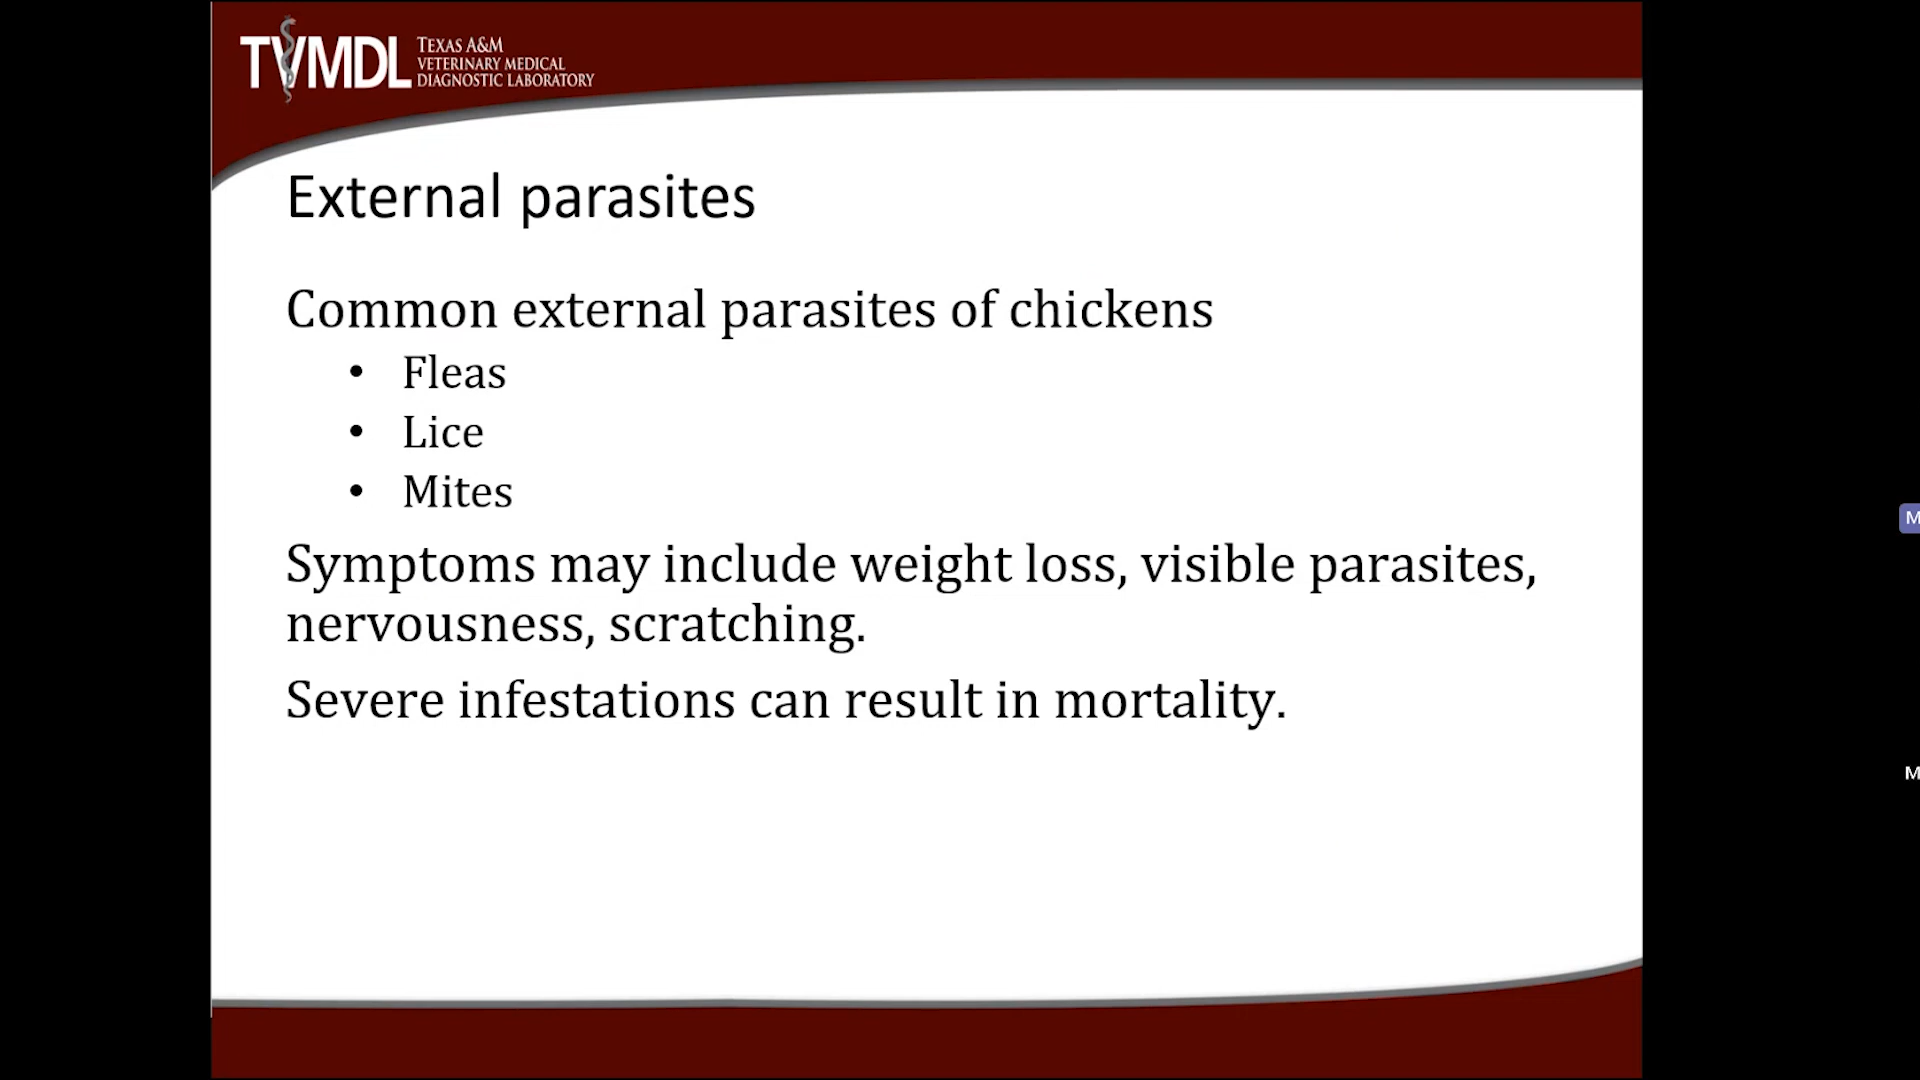 TVMDL TEXAS A&M
VETERINARY MEDICAL
DIAGNOSTIC LABORATORY
External parasites
Common external parasites of chickens
• Fleas
• Lice
• Mites
Symptoms may include weight loss, visible parasites,
nervousness, scratching.
Severe infestations can result in mortality.
M
M